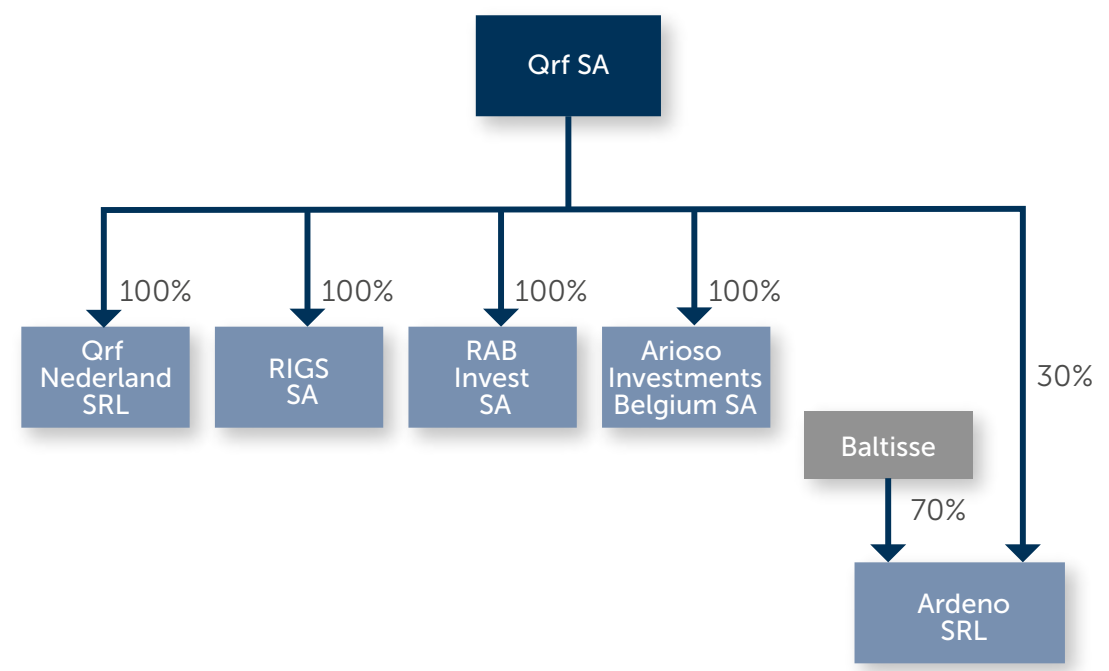 Qrf SA
100%
100%
100%
100%
Qrf
Nederland
SRL
RIGS
SA
RAB
Invest
SA
Arioso
Investments
Belgium SA
30%
Baltisse
70%
Ardeno
SRL